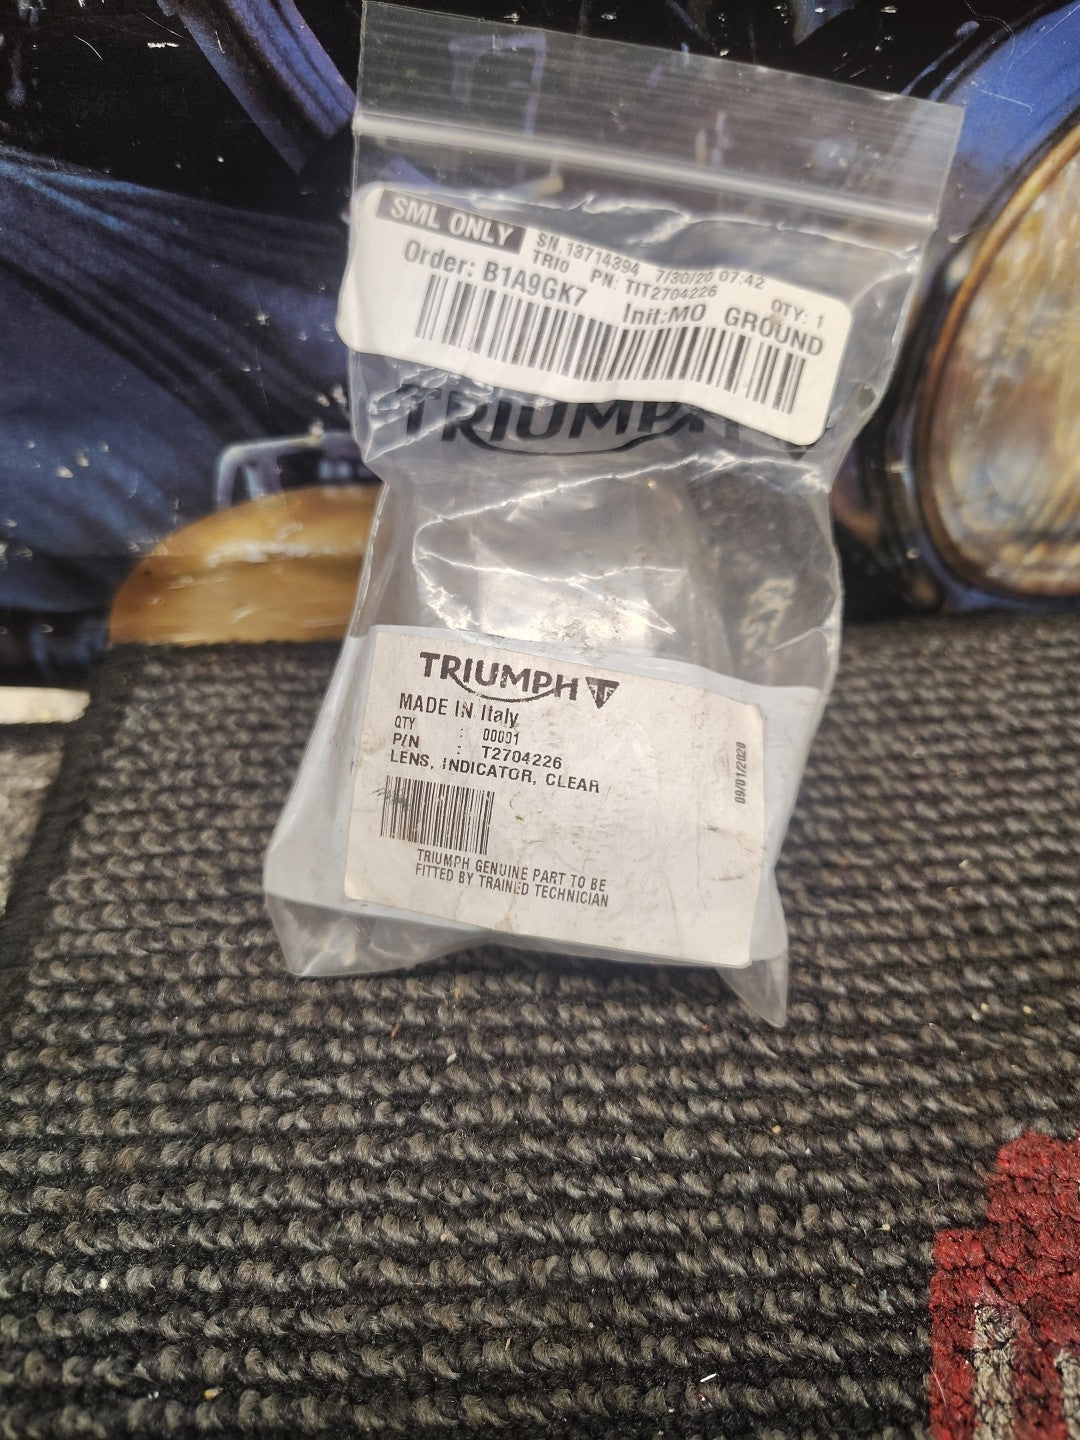 SML ONLY
SN.13714394 7/30/20 07:42
TRIO PN: TIT2704226 QTY: 1
Order: B1A9GK7 Init:MO GROUND
TRIUMPH
TRIUMPH
MADE IN Italy
QTY : 00001
P/N : T2704226
LENS, INDICATOR, CLEAR
09/01/2020
TRIUMPH GENUINE PART TO BE
FITTED BY TRAINED TECHNICIAN